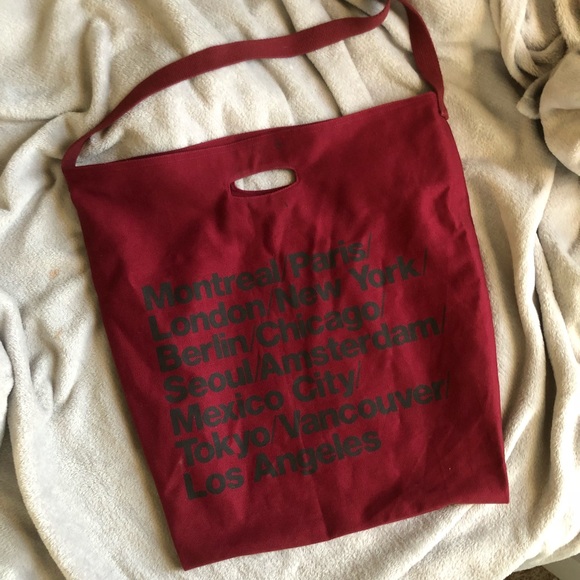 Montreal Paris/
London/New York/
Berlin/Chicago/
Seoul/Amsterdam/
Mexico City/
Tokyo/Vancouver/
Los Angeles